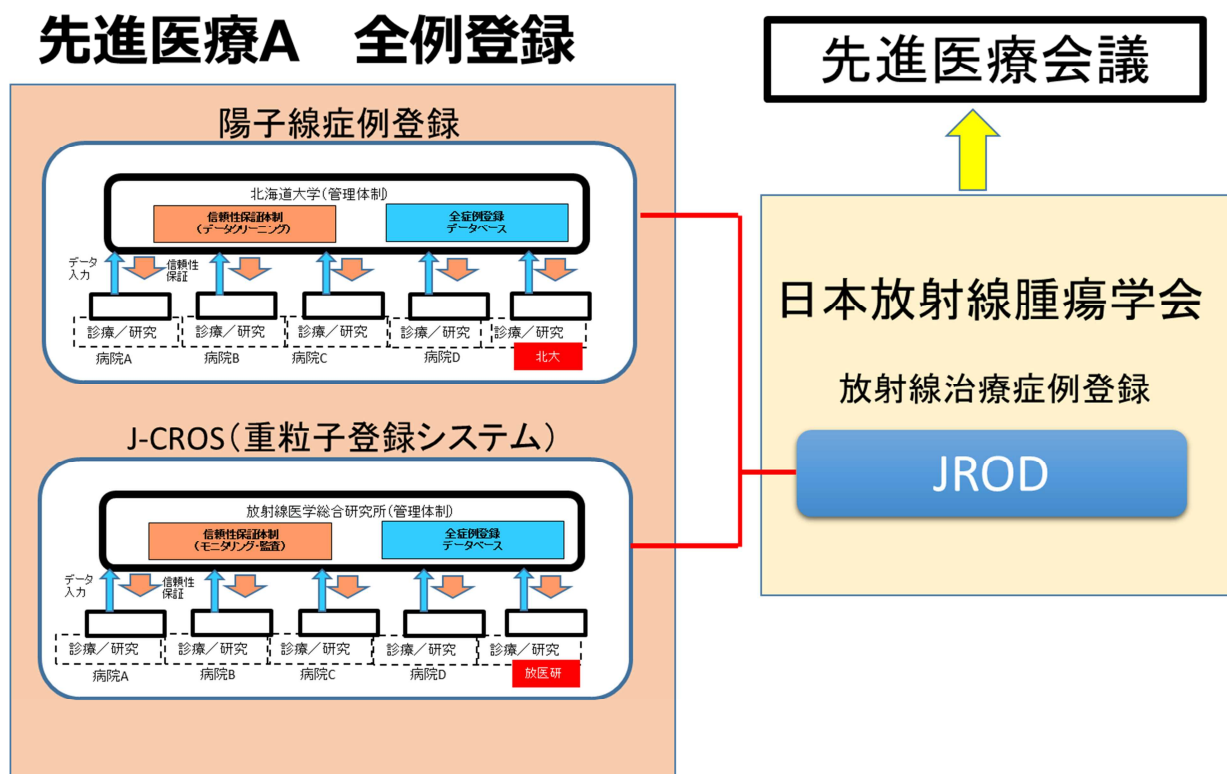 先進医療A 全例登録
陽子線症例登録
北海道大学(管理体制)
信頼性保証体制
(データクリーニング)
全症例登録
データベース
データ
入力
信頼性
保証
診療/研究
診療/研究
診療/研究
診療/研究
診療/研究
病院A
病院B
病院C
病院D
北大
J-CROS(重粒子登録システム)
放射線医学総合研究所(管理体制)
信頼性保証体制
(モニタリング・監査)
全症例登録
データベース
データ
入力
信頼性
保証
診療/研究
診療/研究
診療/研究
診療/研究
診療/研究
病院A
病院B
病院C
病院D
放医研
先進医療会議
日本放射線腫瘍学会
放射線治療症例登録
JROD